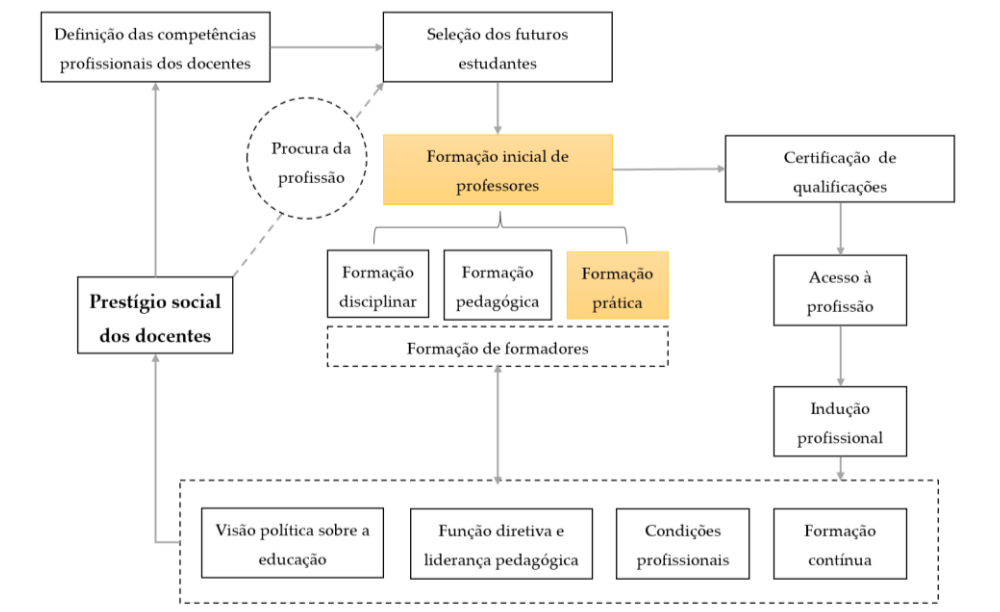 Definição das competências
profissionais dos docentes
Seleção dos futuros
estudantes
Procura da
profissão
Formação inicial de
professores
Certificação de
qualificações
Formação
disciplinar
Formação
pedagógica
Formação
prática
Acesso à
profissão
Prestígio social
dos docentes
Formação de formadores
Indução
profissional
Visão política sobre a
educação
Função diretiva e
liderança pedagógica
Condições
profissionais
Formação
contínua